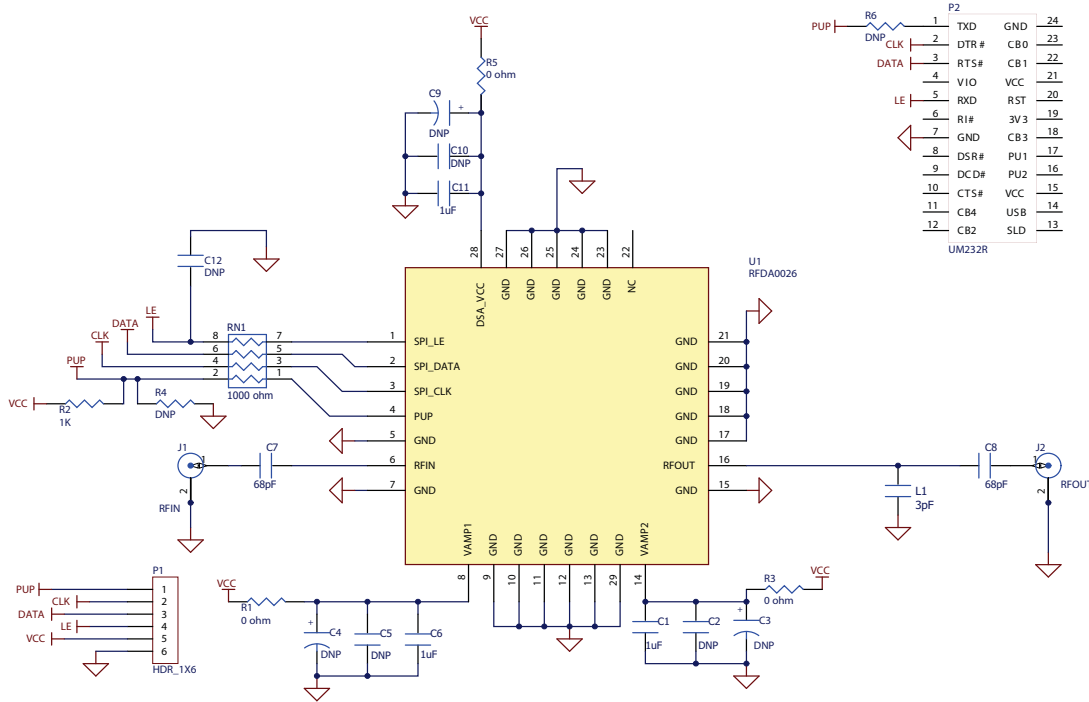 VCC
R5
0 ohm
C9
+
DNP
C10
DNP
C11
1uF
P2
R6
DNP
PUP
CLK
DATA
LE
1 TXD GND 24
2 DTR# CB0 23
3 RTS# CB1 22
4 VIO VCC 21
5 RXD RST 20
6 RI# 3V3 19
7 GND CB3 18
8 DSR# PU1 17
9 DCD# PU2 16
10 CTS# VCC 15
11 CB4 USB 14
12 CB2 SLD 13
UM232R
28 27 26 25 24 23 22
DSA_VCC GND GND GND GND GND NC
U1
RFDA0026
C12
DNP
LE
DATA
CLK
PUP
RN1
8 7
6 5
4 3
2 1
1000 ohm
VCC
R2
1K
R4
DNP
1 SPI_LE
2 SPI_DATA
3 SPI_CLK
4 PUP
5 GND
6 RFIN
7 GND
GND 21
GND 20
GND 19
GND 18
GND 17
RFOUT 16
GND 15
J1
1
2
RFIN
C7
68pF
C8
68pF
J2
1
2
RFOUT
L1
3pF
VAMP1 GND GND GND GND GND GND VAMP2
8 9 10 11 12 13 29 14
P1
PUP 1
CLK 2
DATA 3
LE 4
VCC 5
6
HDR_1X6
VCC
R1
0 ohm
+
C4
DNP
C5
DNP
C6
1uF
C1
1uF
C2
DNP
+
C3
DNP
R3
0 ohm
VCC